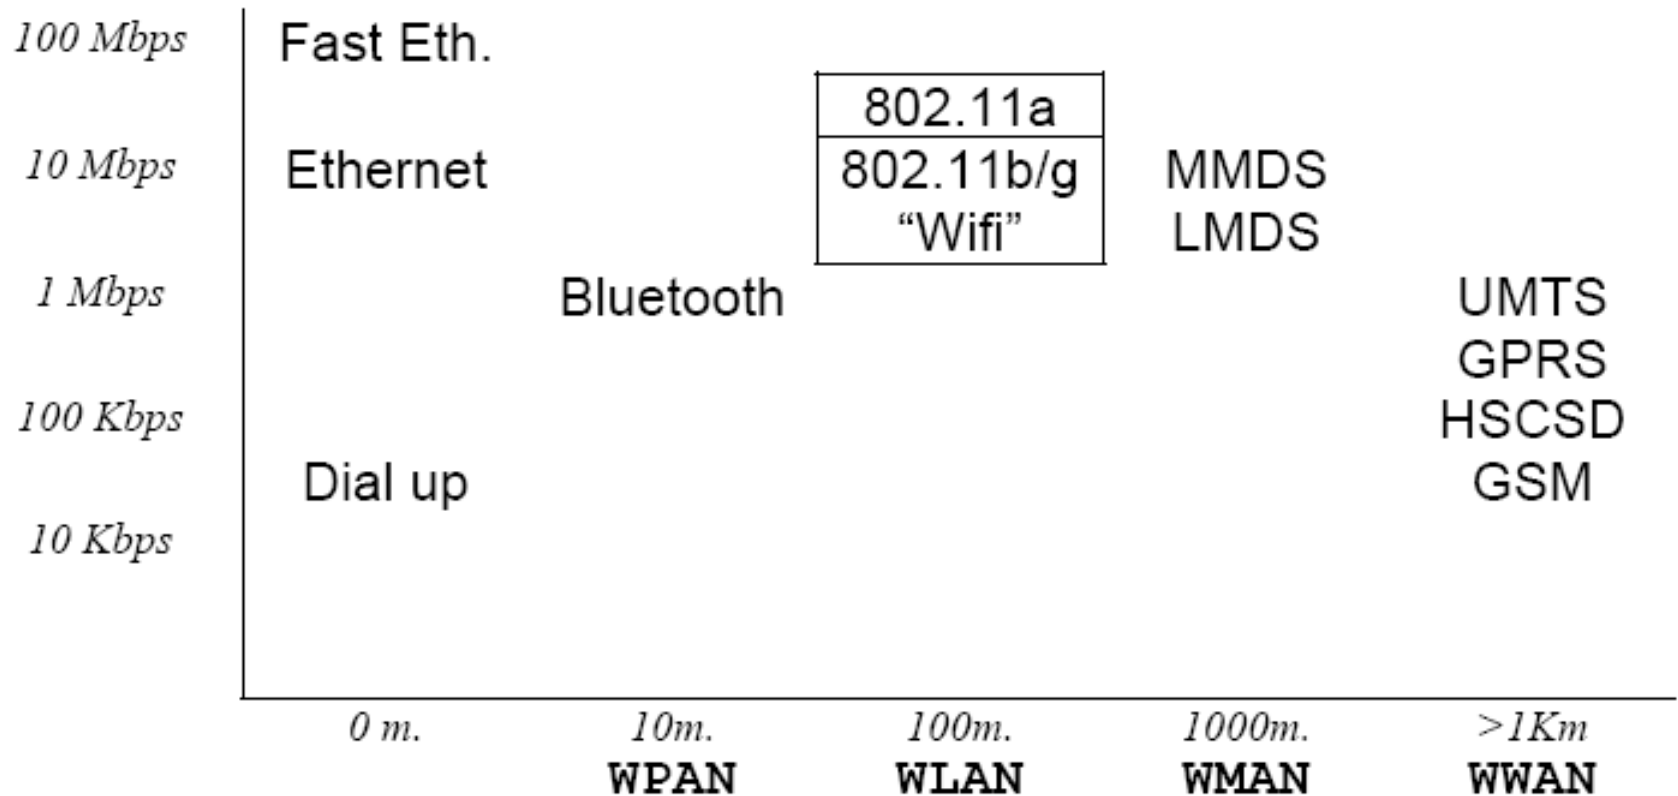 100 Mbps Fast Eth.
802.11a
10 Mbps Ethernet 802.11b/g MMDS
“Wifi” LMDS
1 Mbps Bluetooth UMTS
GPRS
100 Kbps HSCSD
Dial up GSM
10 Kbps
0 m. 10m. 100m. 1000m. >1Km
WPAN WLAN WMAN WWAN